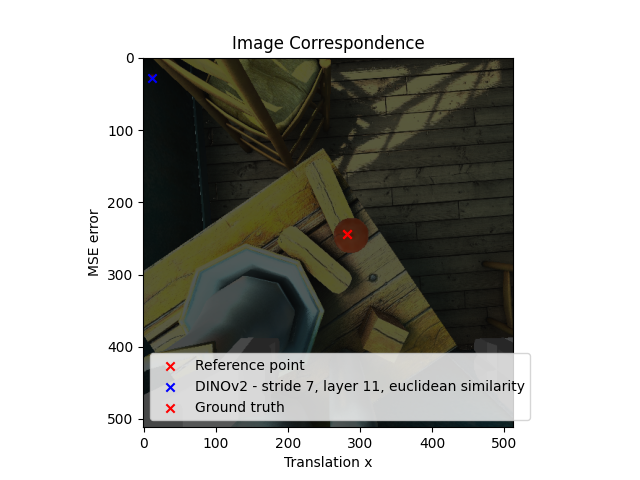 Image Correspondence
0
100
200
300
400
500
MSE error
Reference point
DINOv2 - stride 7, layer 11, euclidean similarity
Ground truth
0 100 200 300 400 500
Translation x